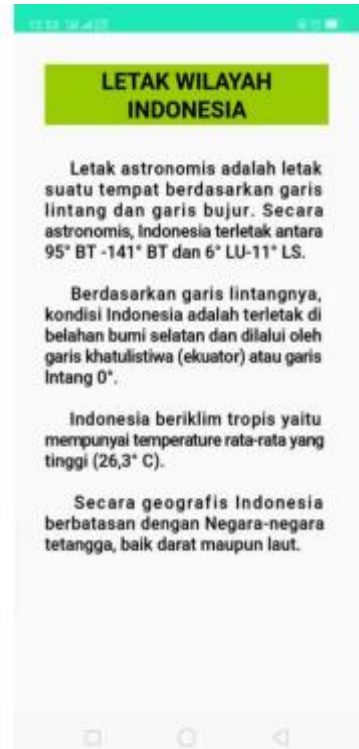 LETAK WILAYAH
INDONESIA
Letak astronomis adalah letak
suatu tempat berdasarkan garis
lintang dan garis bujur. Secara
astronomis, Indonesia terletak antara
95° BT -141° BT dan 6° LU-11° LS.
Berdasarkan garis lintangnya,
kondisi Indonesia adalah terletak di
belahan bumi selatan dan dilalui oleh
garis khatulistiwa (ekuator) atau garis
Intang 0°.
Indonesia beriklim tropis yaitu
mempunyai temperature rata-rata yang
tinggi (26,3° C).
Secara geografis Indonesia
berbatasan dengan Negara-negara
tetangga, baik darat maupun laut.